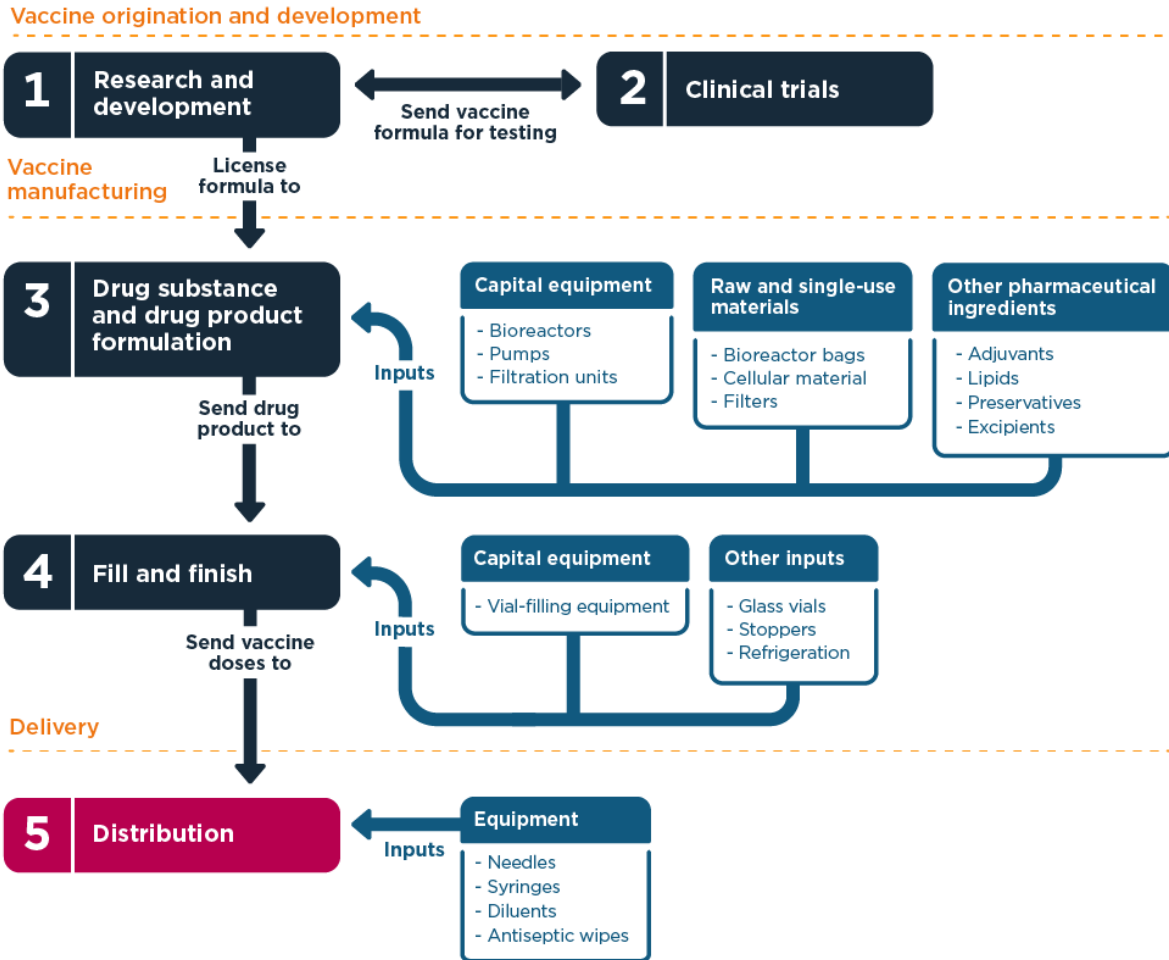 Vaccine origination and development
1
Research and
development
Send vaccine
formula for testing
2
Clinical trials
License
formula to
Vaccine
manufacturing
3
Drug substance
and drug product
formulation
Inputs
Capital equipment
- Bioreactors
- Pumps
- Filtration units
Raw and single-use
materials
- Bioreactor bags
- Cellular material
- Filters
Other pharmaceutical
ingredients
- Adjuvants
- Lipids
- Preservatives
- Excipients
Send drug
product to
4
Fill and finish
Inputs
Capital equipment
- Vial-filling equipment
Other inputs
- Glass vials
- Stoppers
- Refrigeration
Send vaccine
doses to
Delivery
5
Distribution
Inputs
Equipment
- Needles
- Syringes
- Diluents
- Antiseptic wipes